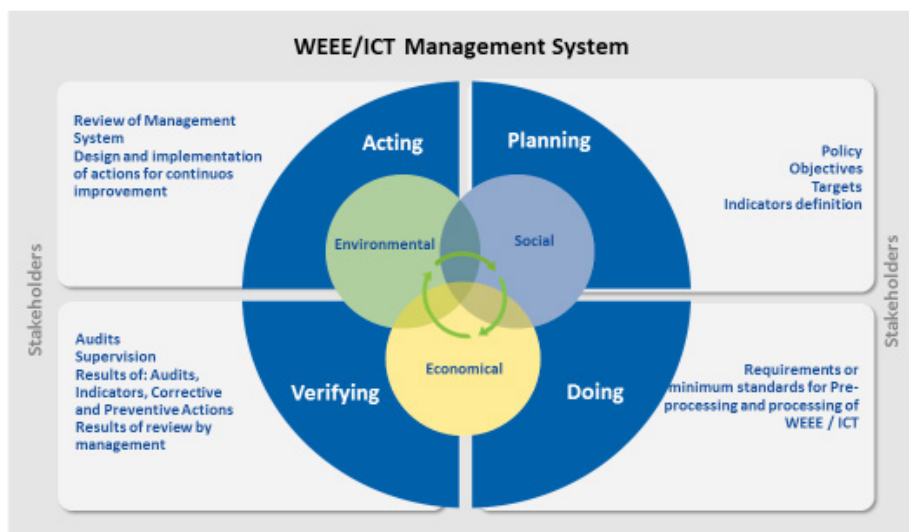 WEEE/ICT Management System
Review of Management
System
Design and implementation
of actions for continuos
improvement
Acting
Planning
Policy
Objectives
Targets
Indicators definition
Environmental
Social
Stakeholders
Stakeholders
Audits
Supervision
Results of: Audits,
Indicators, Corrective
and Preventive Actions
Results of review by
management
Verifying
Economical
Doing
Requirements or
minimum standards for Pre-
processing and processing of
WEEE / ICT